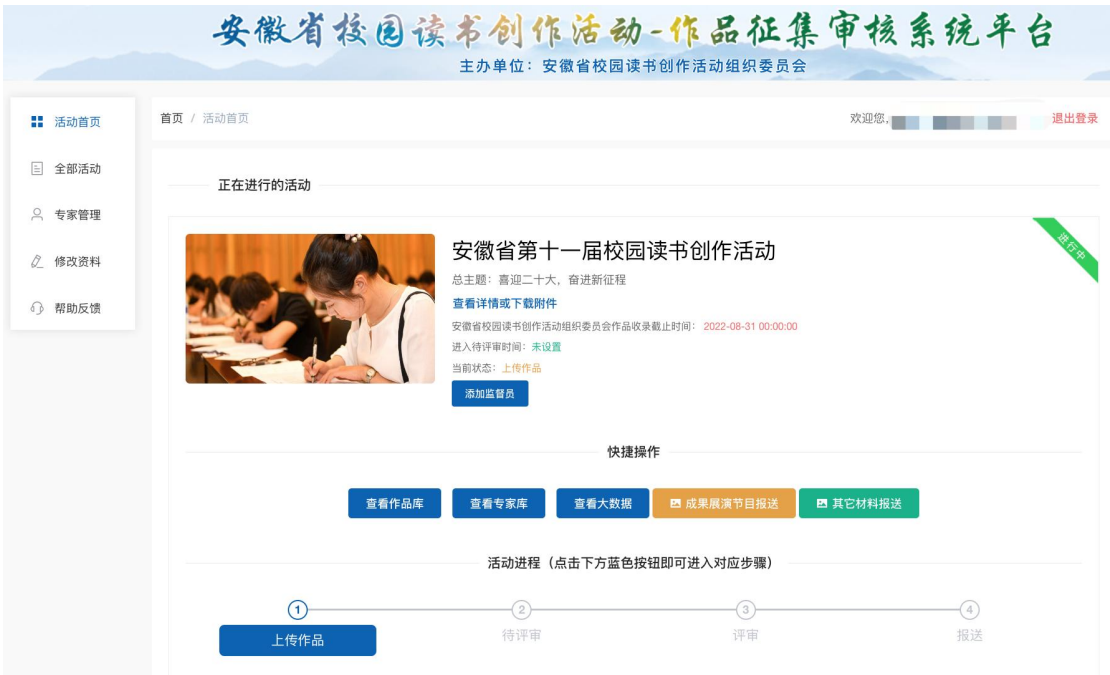 安徽省校园读书创作活动-作品征集审核系统平台
主办单位：安徽省校园读书创作活动组织委员会
活动首页
全部活动
专家管理
修改资料
帮助反馈
首页 / 活动首页
欢迎您,
退出登录
正在进行的活动
进行中
安徽省第十一届校园读书创作活动
总主题：喜迎二十大，奋进新征程
查看详情或下载附件
安徽省校园读书创作活动组织委员会作品收录截止时间： 2022-08-31 00:00:00
进入待评审时间：未设置
当前状态：上传作品
添加监督员
快捷操作
查看作品库 查看专家库 查看大数据 成果展演节目报送 其它材料报送
活动进程（点击下方蓝色按钮即可进入对应步骤）
1 2 3 4
上传作品 待评审 评审 报送